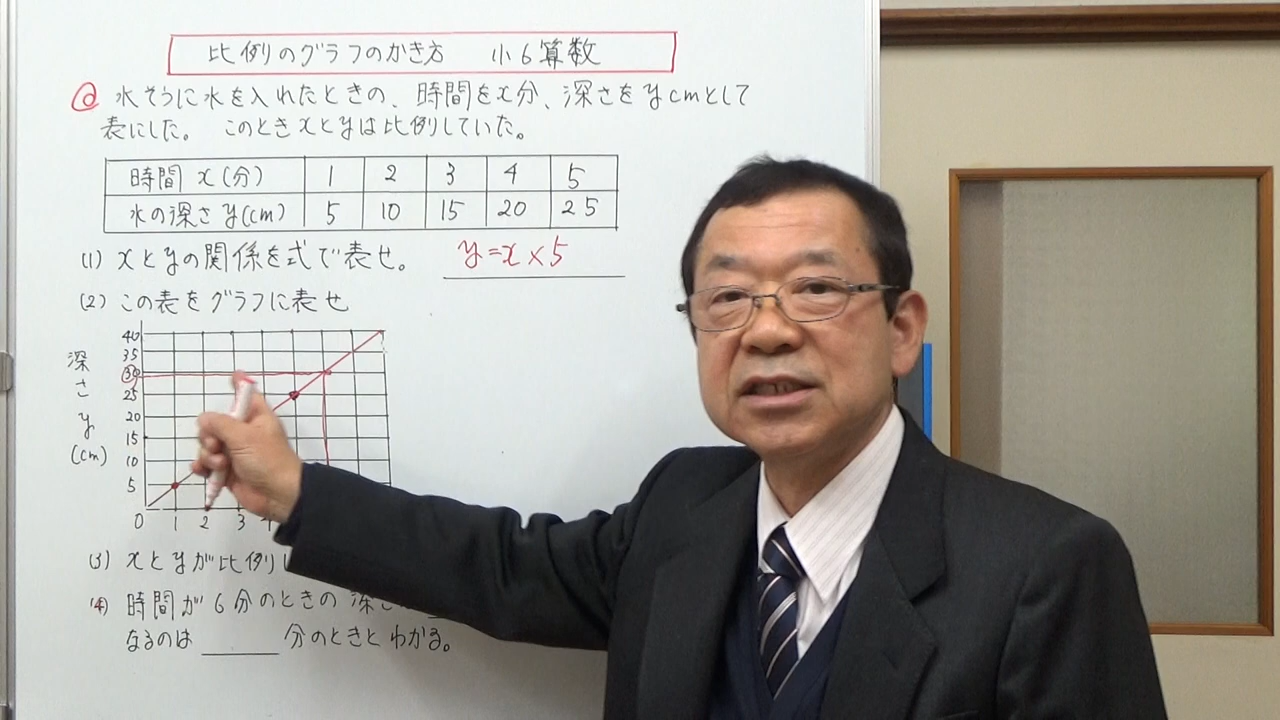 比例のグラフのかき方 小6算数
水そうに水を入れたときの、時間をx分、深さをycmとして
表にした。 このときxとyは比例していた。
時間 x(分) 1 2 3 4 5
水の深さ y(cm) 5 10 15 20 25
(1) xとyの関係を式で表せ。 y=x×5
(2) この表をグラフに表せ
深さ y (cm)
40
35
30
25
20
15
10
5
0 1 2 3 4
(3) xとyが比例し
(4) 時間が6分のときの 深さ
なるのは 分のときとわかる。